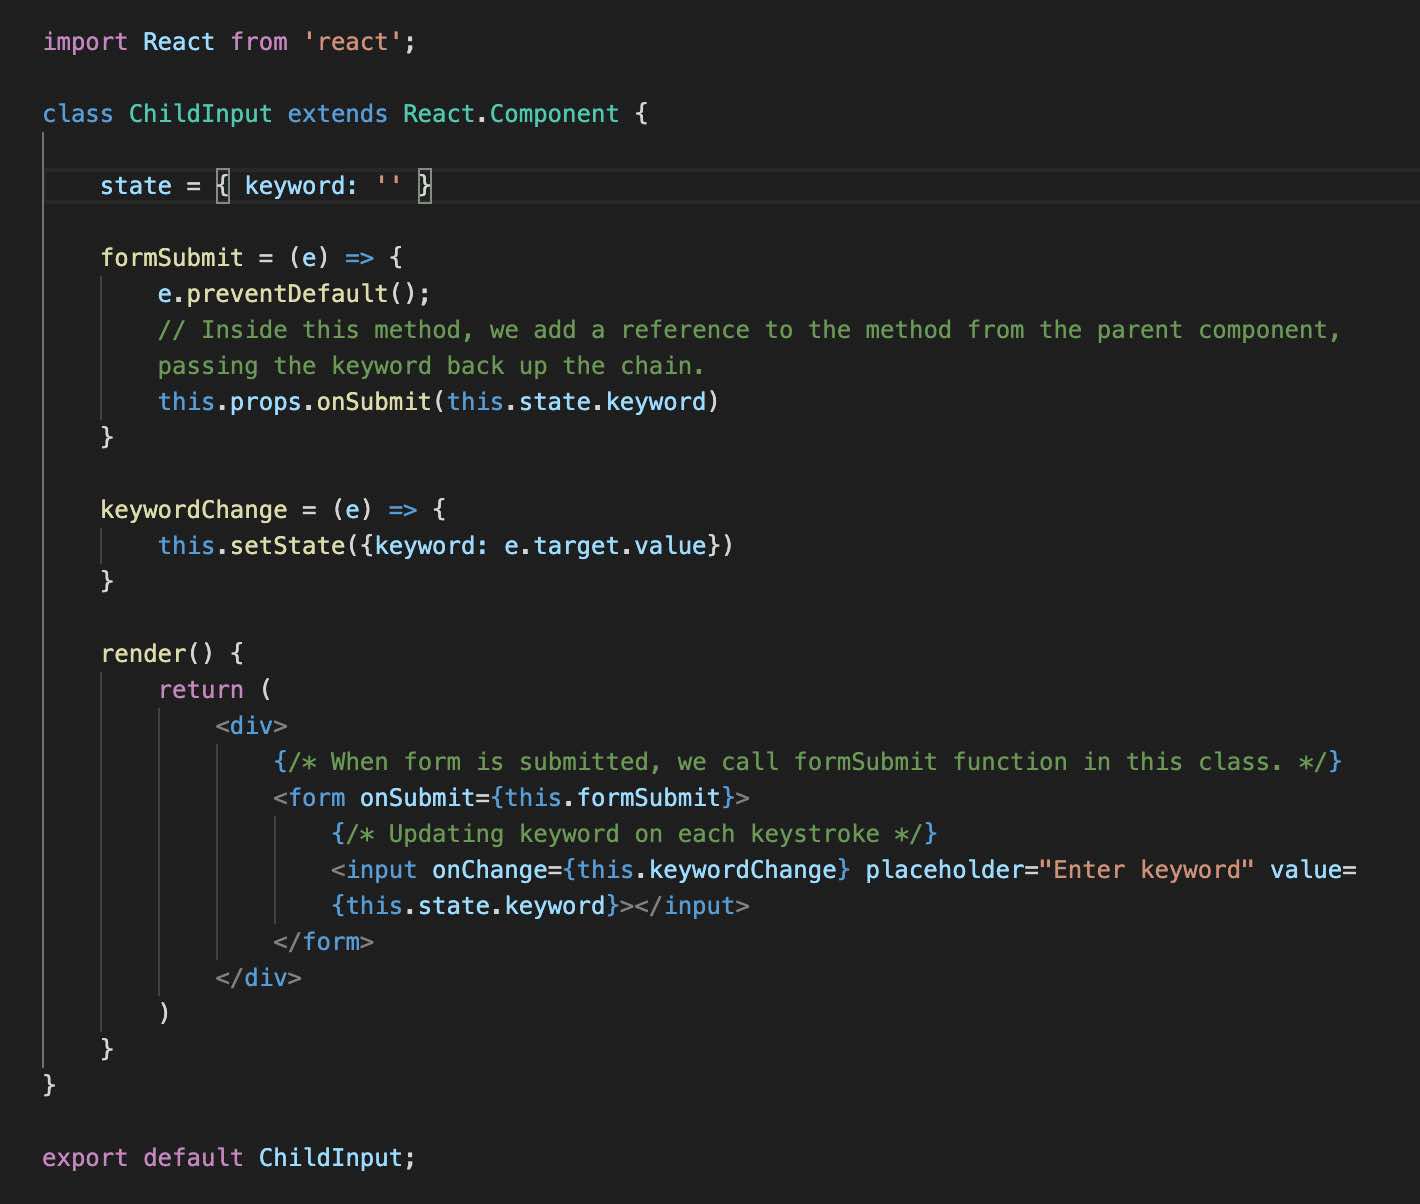 import React from 'react';
class ChildInput extends React.Component {
state = { keyword: '' }
formSubmit = (e) => {
e.preventDefault();
// Inside this method, we add a reference to the method from the parent component,
passing the keyword back up the chain.
this.props.onSubmit(this.state.keyword)
}
keywordChange = (e) => {
this.setState({keyword: e.target.value})
}
render() {
return (
<div>
{/* When form is submitted, we call formSubmit function in this class. */}
<form onSubmit={this.formSubmit}>
{/* Updating keyword on each keystroke */}
<input onChange={this.keywordChange} placeholder="Enter keyword" value=
{this.state.keyword}></input>
</form>
</div>
)
}
}
export default ChildInput;